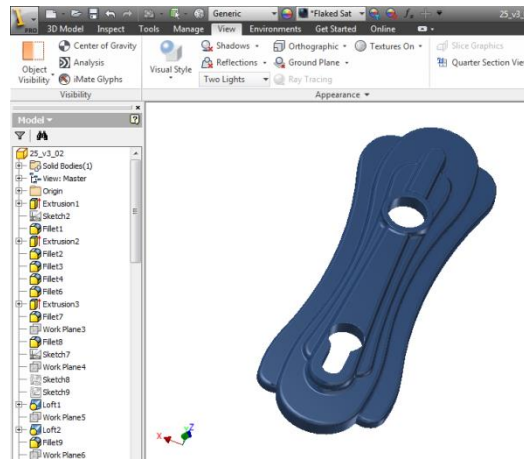 Generic *Flaked Sat 25_v3
PRO 3D Model Inspect Tools Manage View Environments Get Started Online
Object Visibility
Center of Gravity
Analysis
iMate Glyphs
Visibility
Visual Style
Shadows Orthographic Textures On Slice Graphics
Reflections Ground Plane Quarter Section View
Two Lights Ray Tracing
Appearance
Model
25_v3_02
Solid Bodies(1)
View: Master
Origin
Extrusion1
Sketch2
Fillet1
Extrusion2
Fillet2
Fillet3
Fillet4
Fillet6
Extrusion3
Fillet7
Work Plane3
Fillet8
Sketch7
Work Plane4
Sketch8
Sketch9
Loft1
Work Plane5
Loft2
Fillet9
Work Plane6
X Y Z